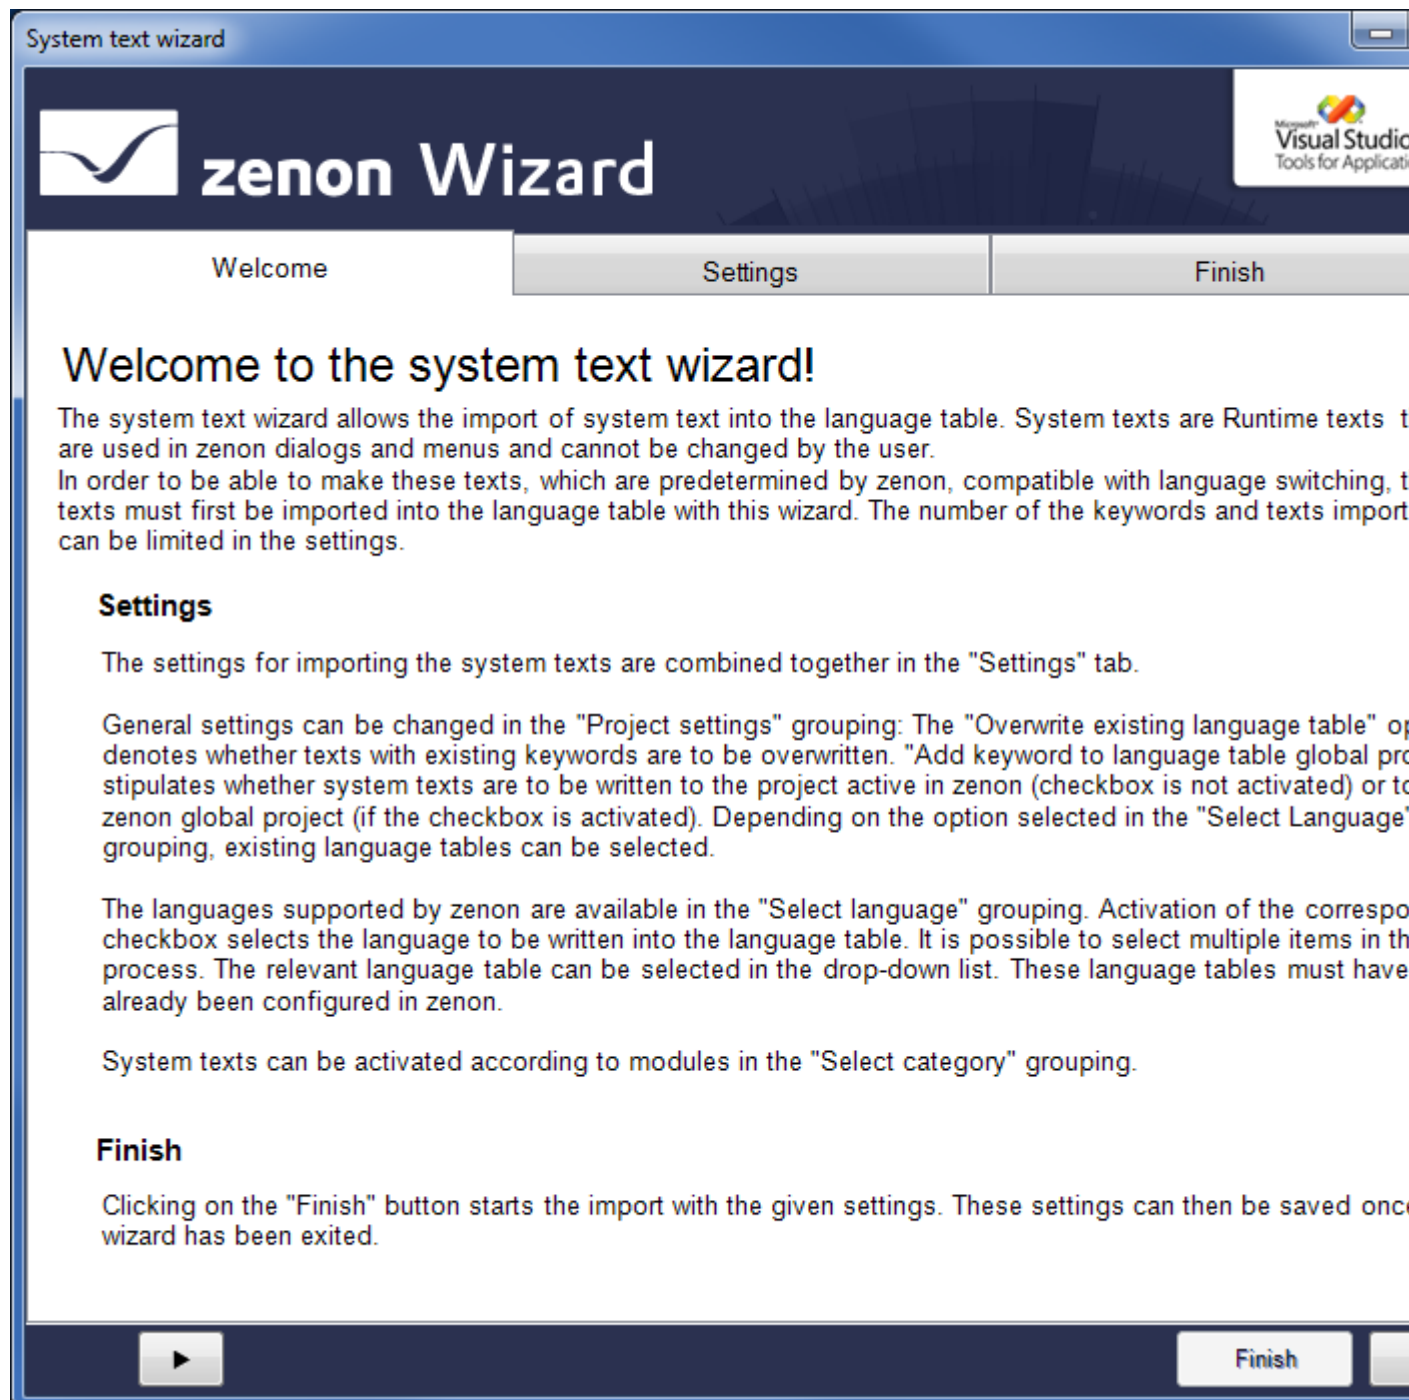 System text wizard
zenon Wizard
Microsoft
Visual Studio
Tools for
Welcome
Settings
Finish
Welcome to the system text wizard!
The system text wizard allows the import of system text into the language table. System texts are Runtime texts
are used in zenon dialogs and menus and cannot be changed by the user.
In order to be able to make these texts, which are predetermined by zenon, compatible with language switching,
texts must first be imported into the language table with this wizard. The number of the keywords and texts import
can be limited in the settings.
Settings
The settings for importing the system texts are combined together in the "Settings" tab.
General settings can be changed in the "Project settings" grouping: The "Overwrite existing language table"
denotes whether texts with existing keywords are to be overwritten. "Add keyword to language table global
stipulates whether system texts are to be written to the project active in zenon (checkbox is not activated) or to
zenon global project (if the checkbox is activated). Depending on the option selected in the "Select Language"
grouping, existing language tables can be selected.
The languages supported by zenon are available in the "Select language" grouping. Activation of the
checkbox selects the language to be written into the language table. It is possible to select multiple items in
process. The relevant language table can be selected in the drop-down list. These language tables must have
already been configured in zenon.
System texts can be activated according to modules in the "Select category" grouping.
Finish
Clicking on the "Finish" button starts the import with the given settings. These settings can then be saved once
wizard has been exited.
Finish